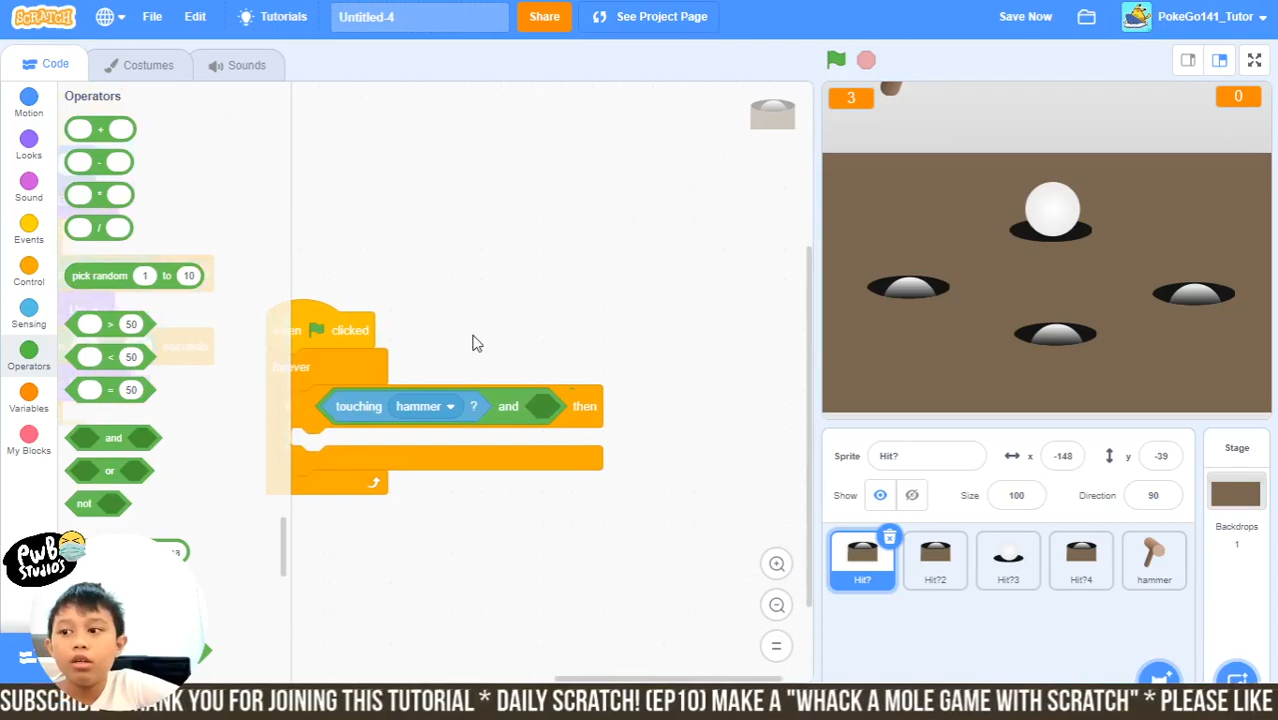 SCRATCH File Edit Tutorials Untitled-4 Share See Project Page Save Now PokeGo141_Tutor
Code Costumes Sounds
Operators
Motion
Looks
Sound
Events
Control
Sensing
Operators
Variables
My Blocks
+
-
*
/
pick random 1 to 10
> 50
< 50
= 50
and
or
not
clicked
forever
touching hammer ? and then
3
0
Sprite Hit? x -148 y -39
Show Size 100 Direction 90
Hit?
Hit?2
Hit?3
Hit?4
hammer
Stage
Backdrops
1
PWB
STUDIO'S
THANK YOU FOR JOINING THIS TUTORIAL * DAILY SCRATCH! (EP10) MAKE A "WHACK A MOLE GAME WITH SCRATCH" * PLEASE LIKE